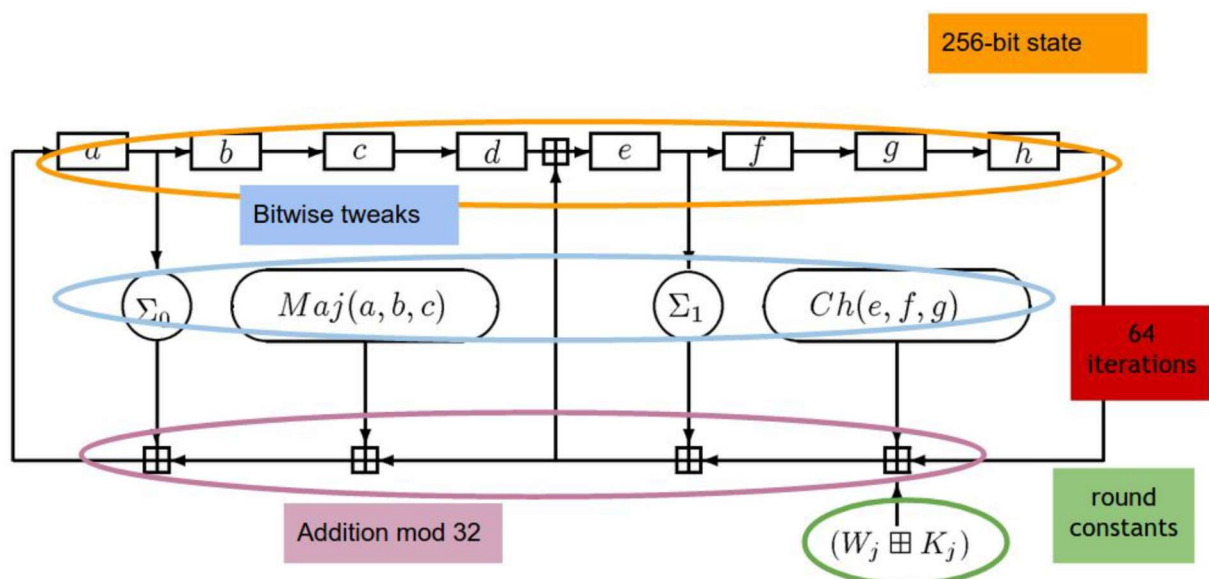 256-bit state
a b c d ⊞ e f g h
Bitwise tweaks
Σ₀ Maj(a, b, c) Σ₁ Ch(e, f, g)
64
iterations
⊞ ⊞ ⊞ ⊞
Addition mod 32
round
constants
(Wⱼ ⊞ Kⱼ)